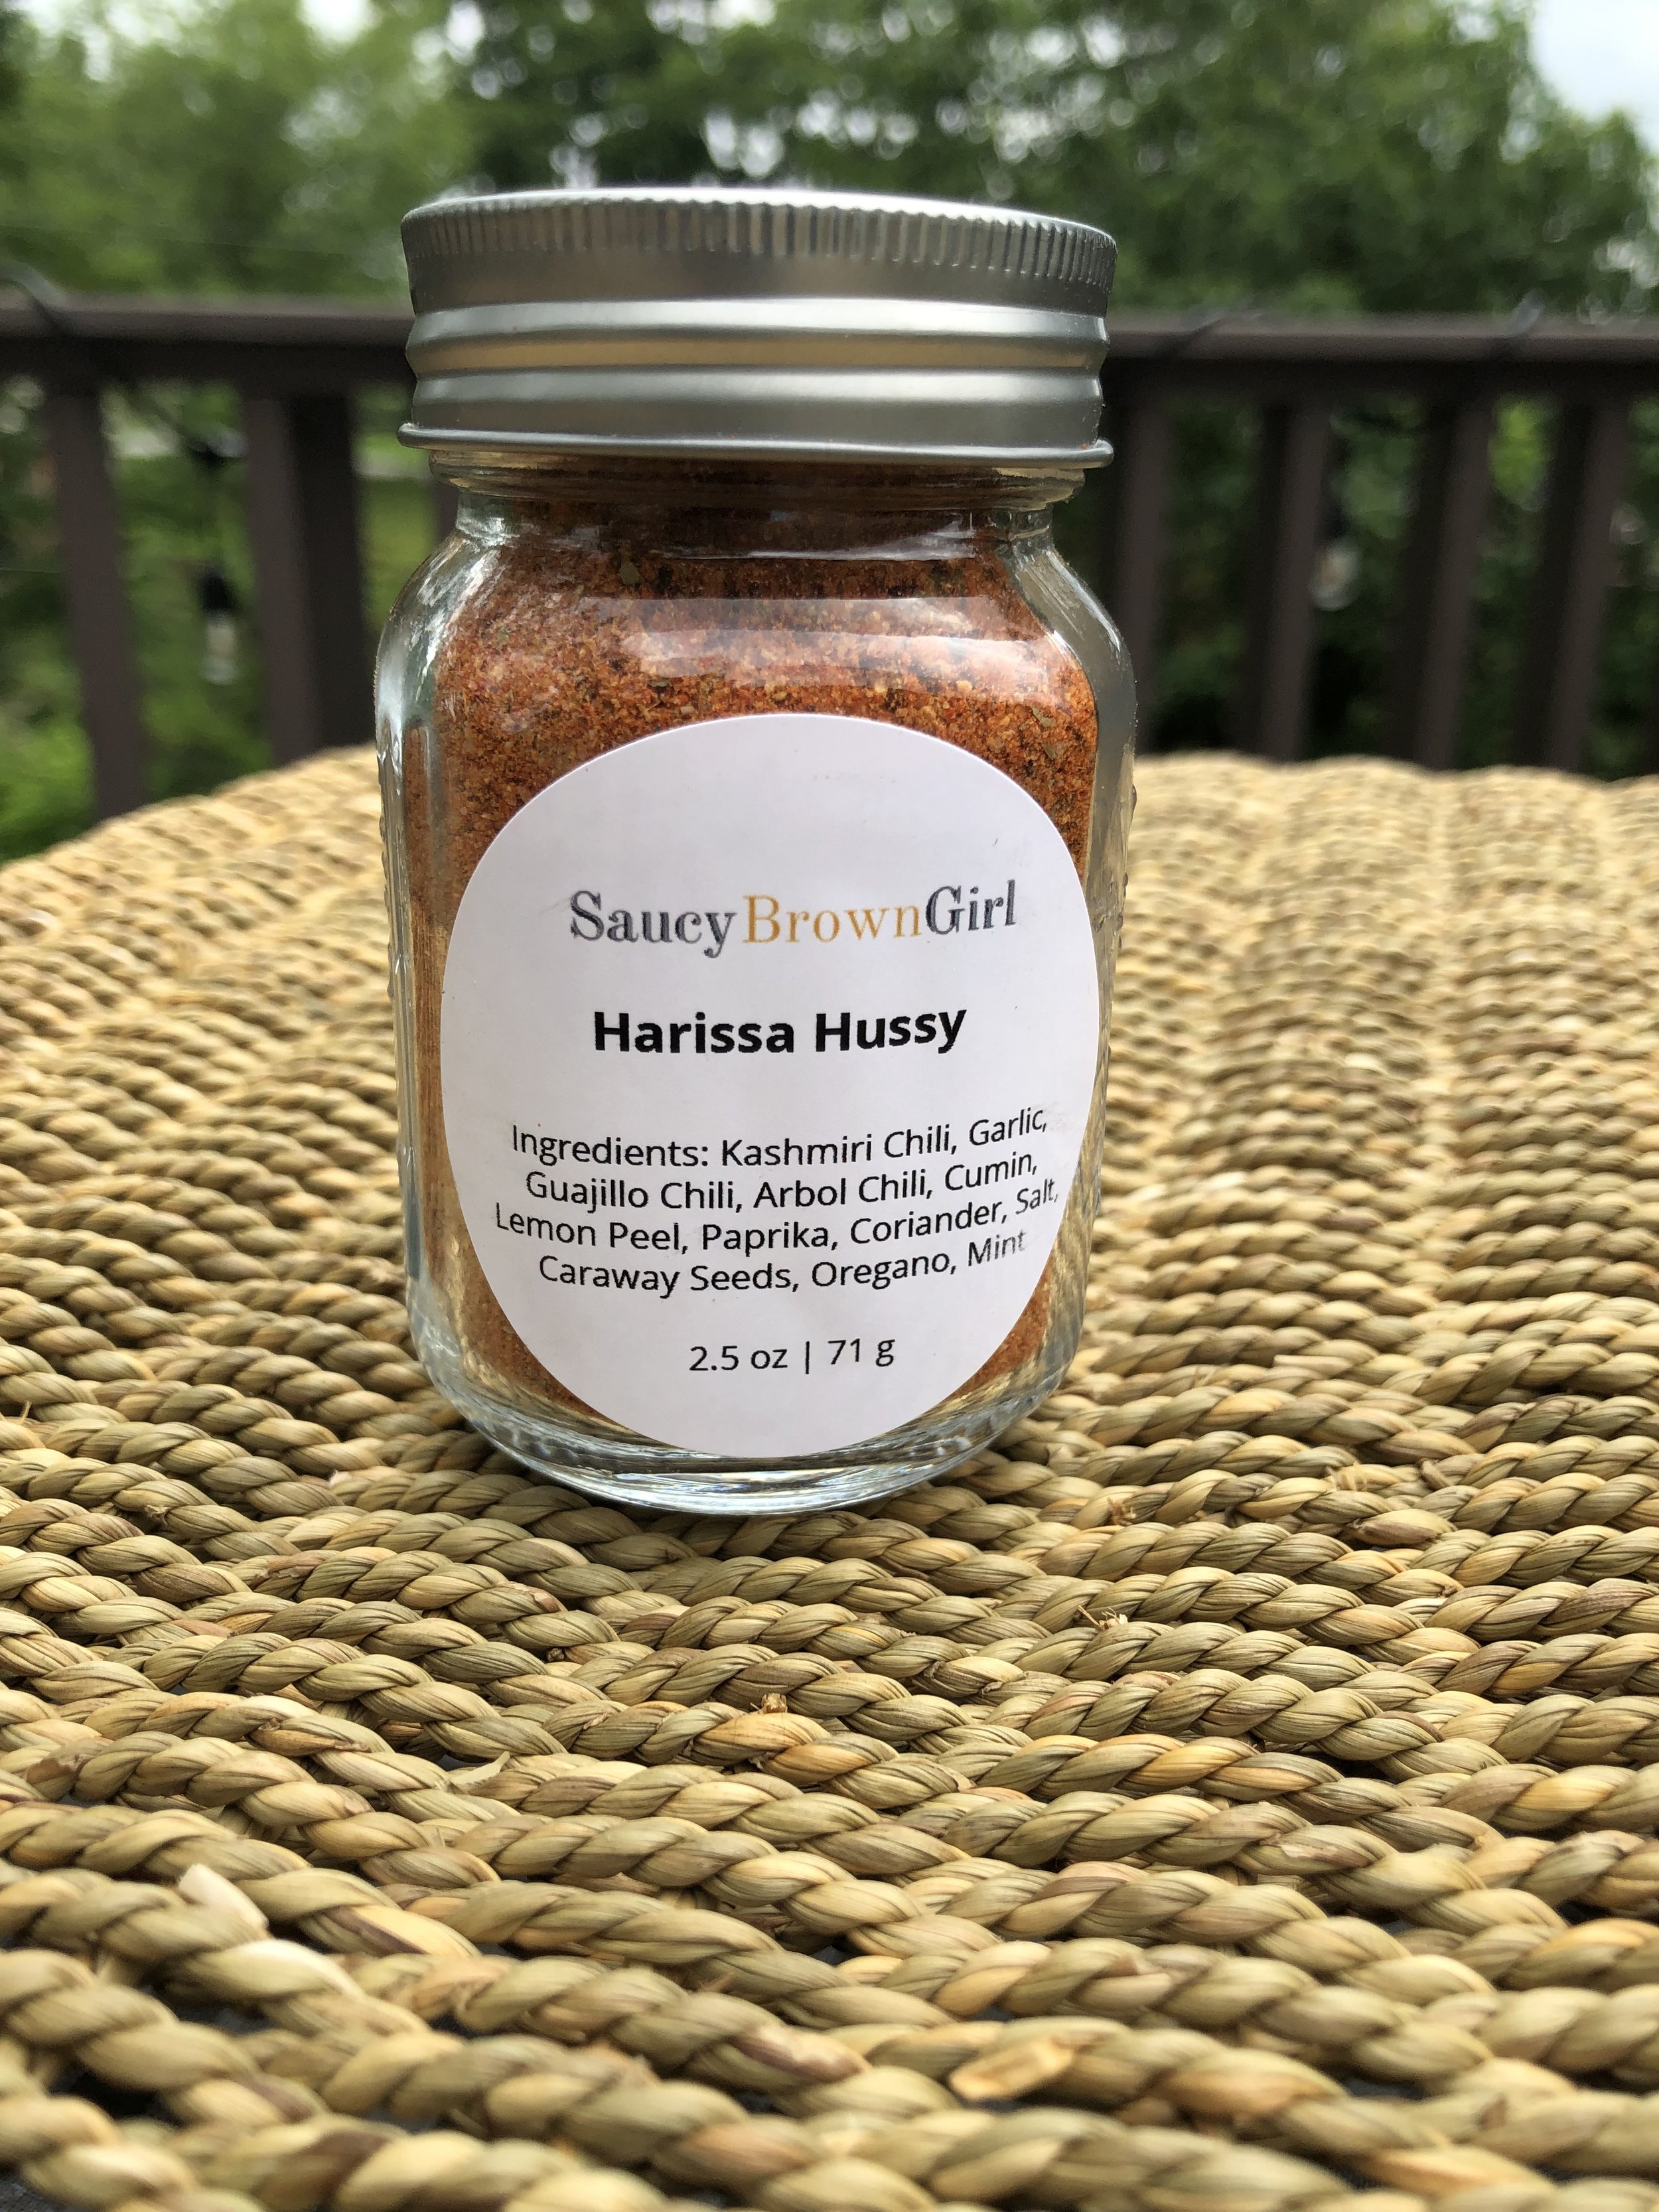 SaucyBrownGirl
Harissa Hussy
Ingredients: Kashmiri Chili, Garlic,
Guajillo Chili, Arbol Chili, Cumin,
Lemon Peel, Paprika, Coriander, Salt,
Caraway Seeds, Oregano, Mint
2.5 oz | 71 g